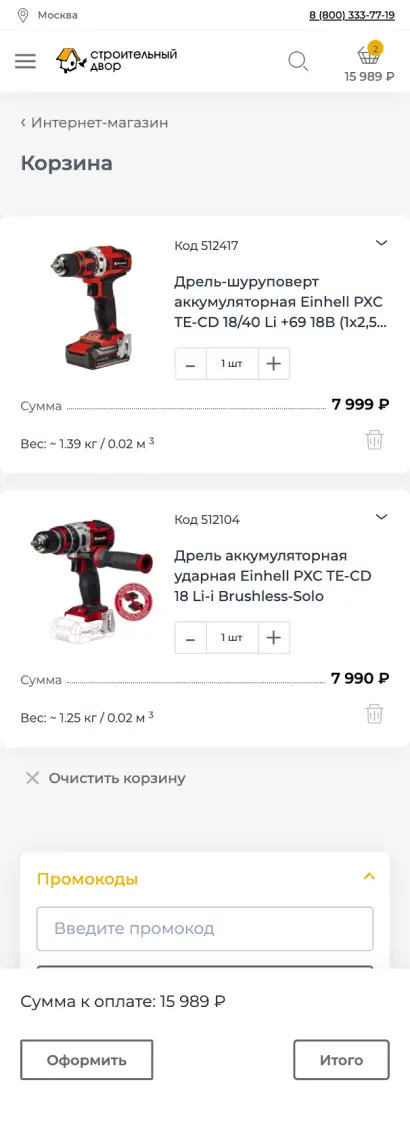 Москва
8 (800) 333-77-19
строительный
двор
2
15 989 ₽
‹ Интернет-магазин
Корзина
Код 512417
Дрель-шуруповерт
аккумуляторная Einhell PXC
TE-CD 18/40 Li +69 18В (1x2,5...
– 1 шт +
Сумма 7 999 ₽
Вес: ~ 1.39 кг / 0.02 м ³
Код 512104
Дрель аккумуляторная
ударная Einhell PXC TE-CD
18 Li-i Brushless-Solo
– 1 шт +
Сумма 7 990 ₽
Вес: ~ 1.25 кг / 0.02 м ³
Очистить корзину
Промокоды
Введите промокод
Сумма к оплате: 15 989 ₽
Оформить
Итого